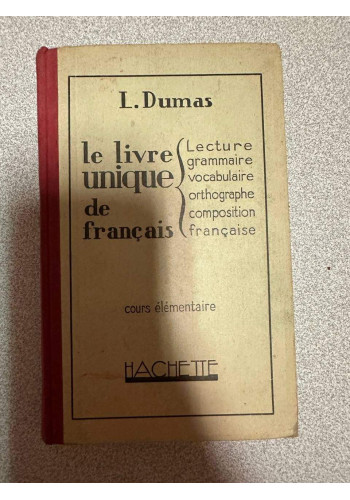 L. Dumas
le livre
unique
de
français
Lecture
grammaire
vocabulaire
orthographe
composition
française
cours élémentaire
HACHETTE